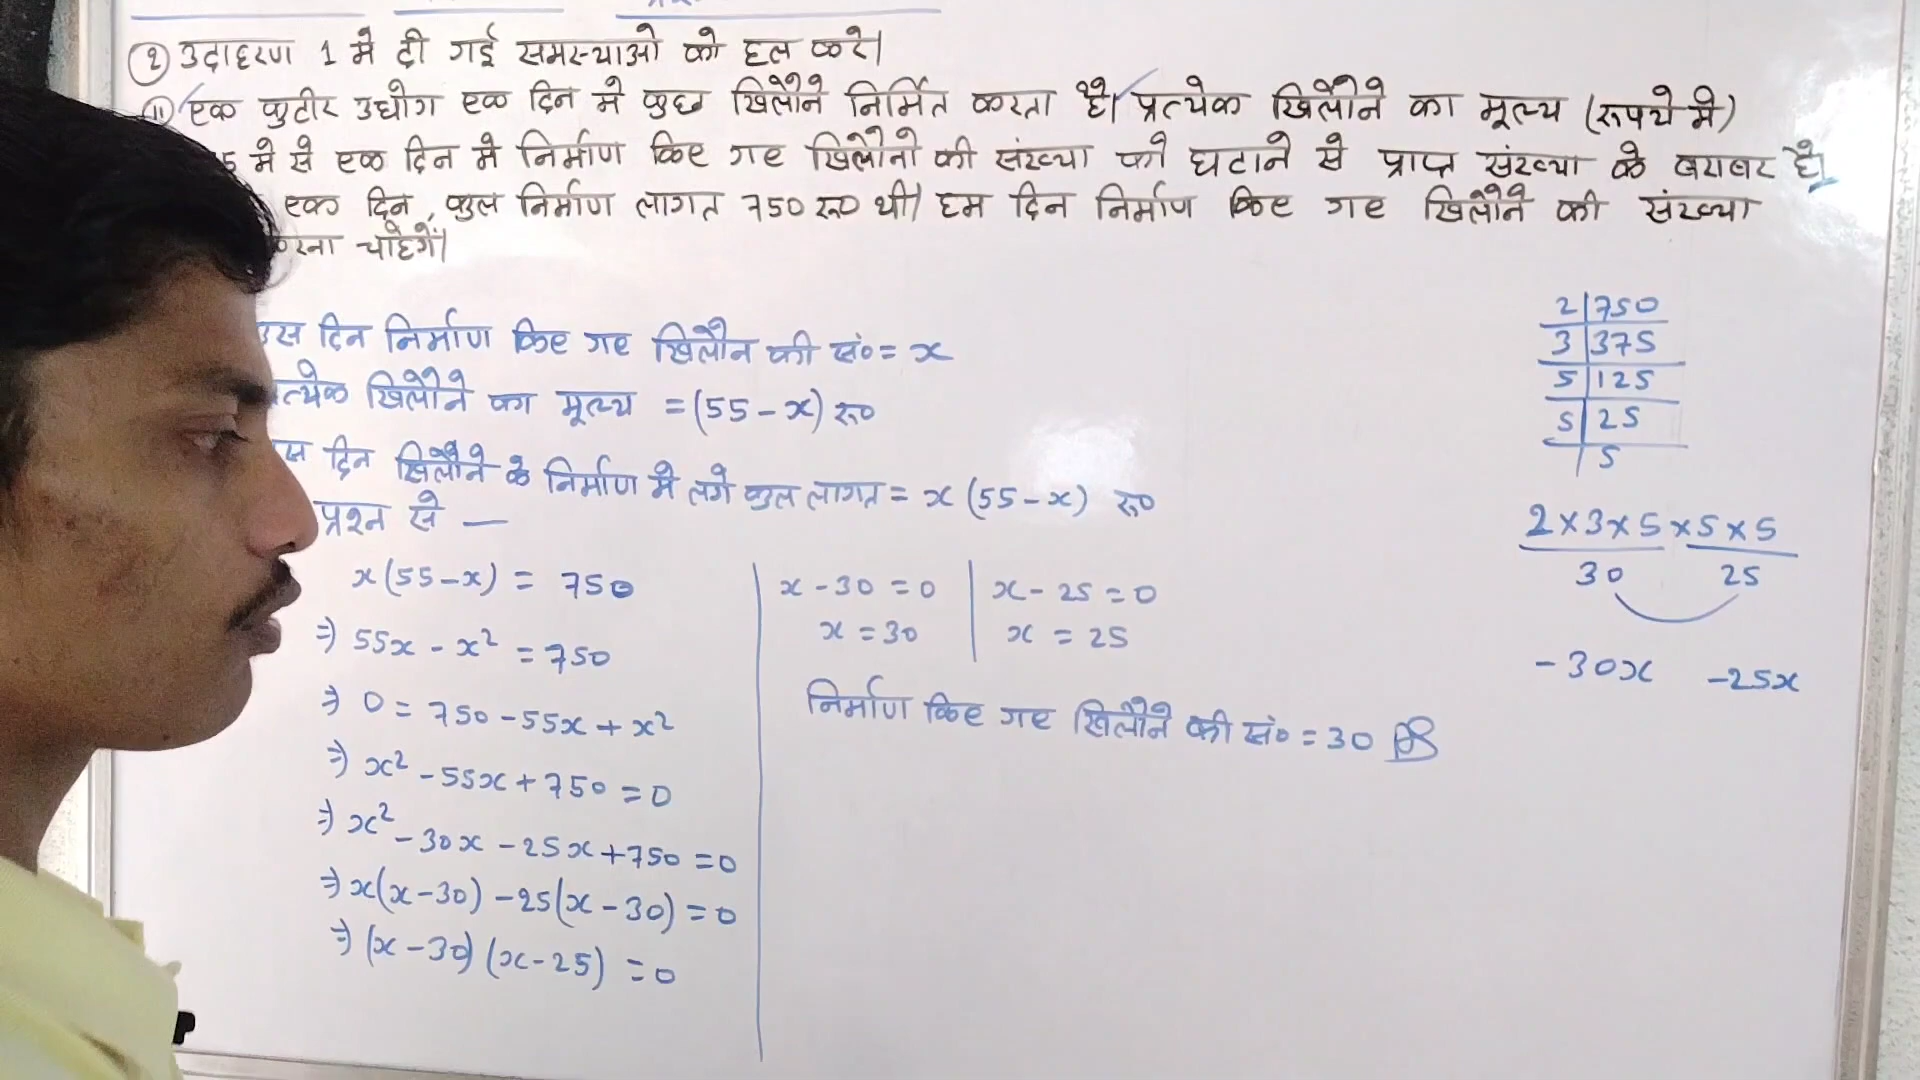 ② उदाहरण 1 मे दी गई समस्याओ को हल करे।
(ii) एक कुटीर उद्योग एक दिन मे कुछ खिलौने निर्मित करता है। प्रत्येक खिलौने का मूल्य (रूपये मे)
5 मे से एक दिन मे निर्माण किए गए खिलौनो की संख्या को घटाने से प्राप्त संख्या के बराबर है।
एक दिन, कुल निर्माण लागत 750 रू० थी। हम दिन निर्माण किए गए खिलौने की संख्या
रना चाहेगें।
उस दिन निर्माण किए गए खिलौने की सं० = x
त्येक खिलौने का मूल्य = (55 - x) रू०
दिन खिलौने के निर्माण मे लगे कुल लागत = x (55 - x) रू०
प्रश्न से —
x(55-x) = 750
⇒ 55x - x² = 750
⇒ 0 = 750 - 55x + x²
⇒ x² - 55x + 750 = 0
⇒ x² - 30x - 25x + 750 = 0
⇒ x(x-30) - 25(x-30) = 0
⇒ (x-30) (x-25) = 0
x - 30 = 0
x = 30
x - 25 = 0
x = 25
निर्माण किए गए खिलौने की सं० = 30
2 | 750
3 | 375
5 | 125
5 | 25
| 5
2 × 3 × 5 × 5 × 5
30 25
-30x -25x